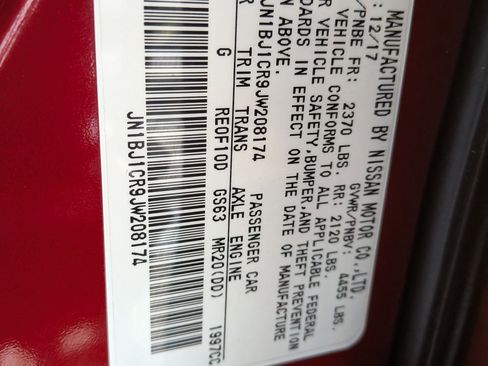 MANUFACTURED BY NISSAN MOTOR CO.,LTD.
12/17 GVWR/PNBV: 4455 LBS.
/PNBE FR: 2370 LBS. RR: 2120 LBS.
VEHICLE CONFORMS TO ALL APPLICABLE FEDERAL
R VEHICLE SAFETY,BUMPER,AND THEFT PREVENTION
DARDS IN EFFECT ON THE DATE OF MANUFACTURE
N ABOVE.
JN1BJ1CR9JW208174 PASSENGER CAR
R TRIM TRANS AXLE ENGINE
G RE0F10D GS63 MR20(DD) 1997CC
JN1BJ1CR9JW208174